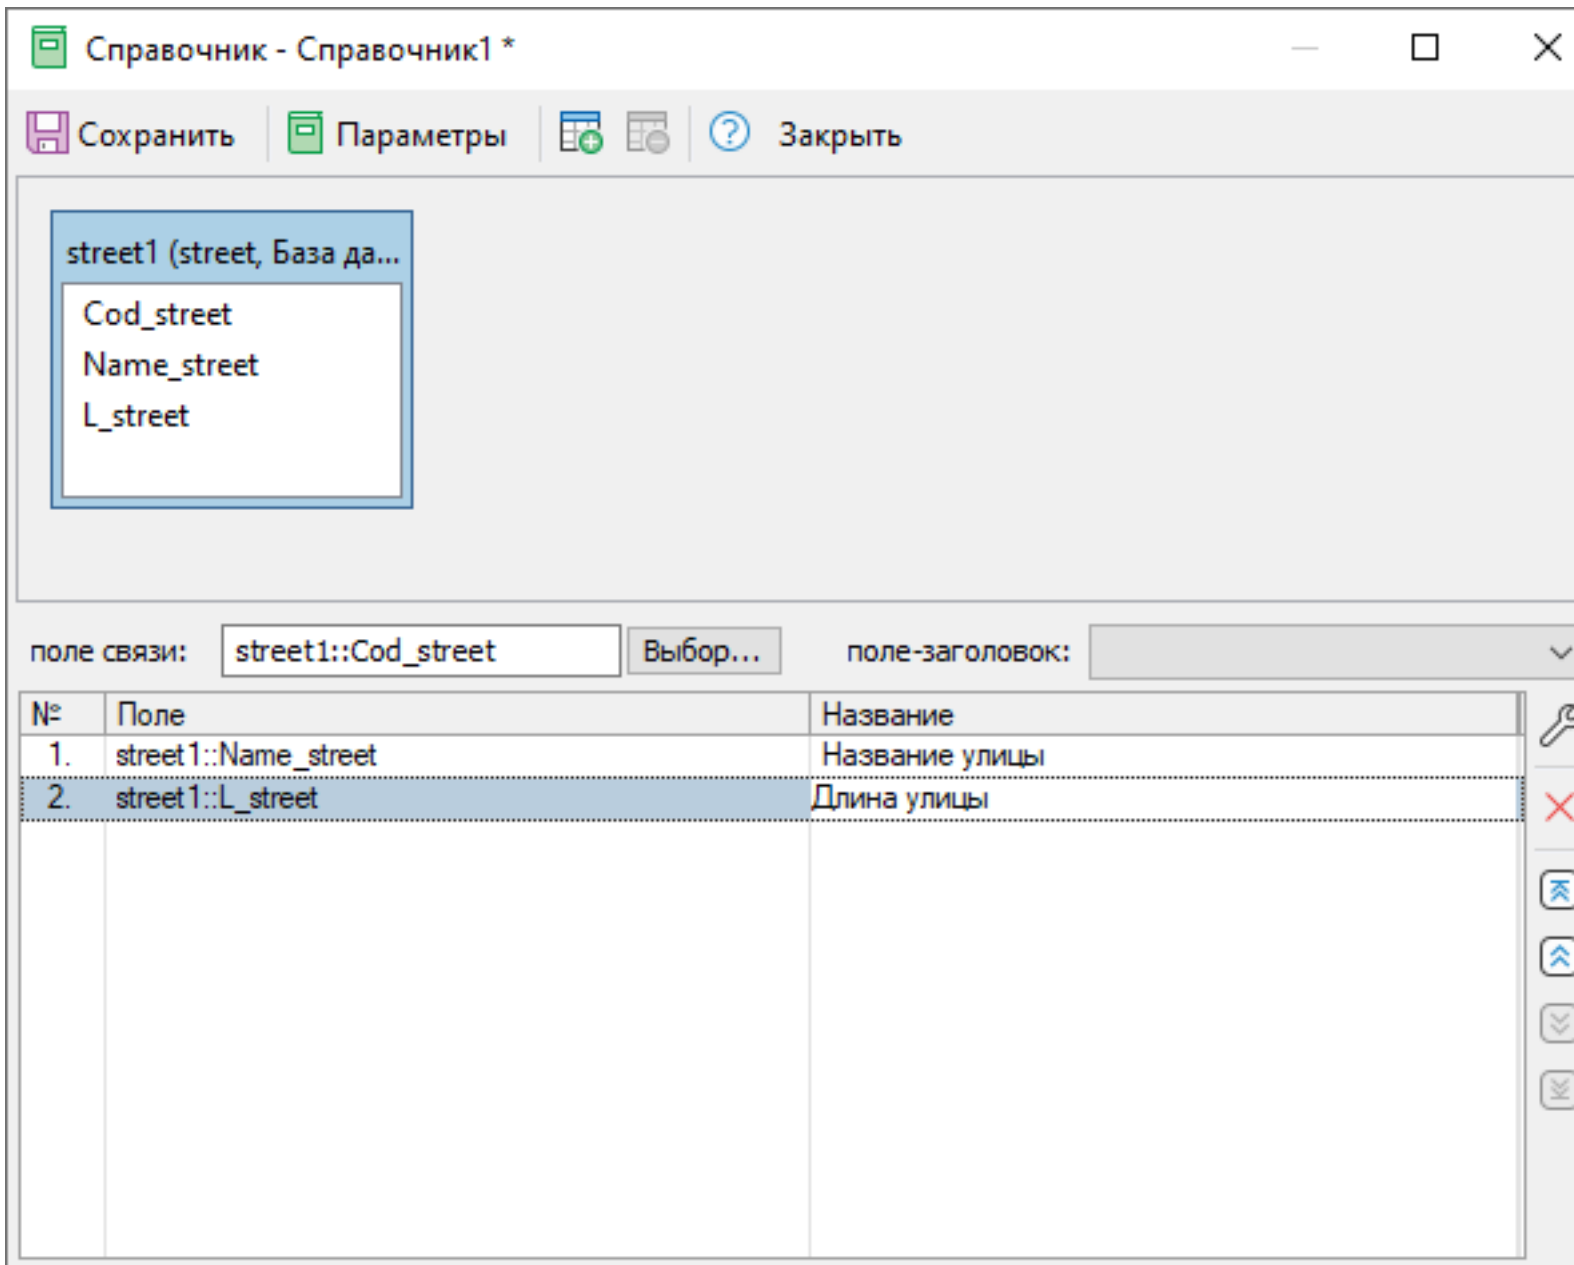 Справочник - Справочник1 *
Сохранить Параметры Закрыть
street1 (street, База да...
Cod_street
Name_street
L_street
поле связи: street1::Cod_street Выбор... поле-заголовок:
№ Поле Название
1. street1::Name_street Название улицы
2. street1::L_street Длина улицы